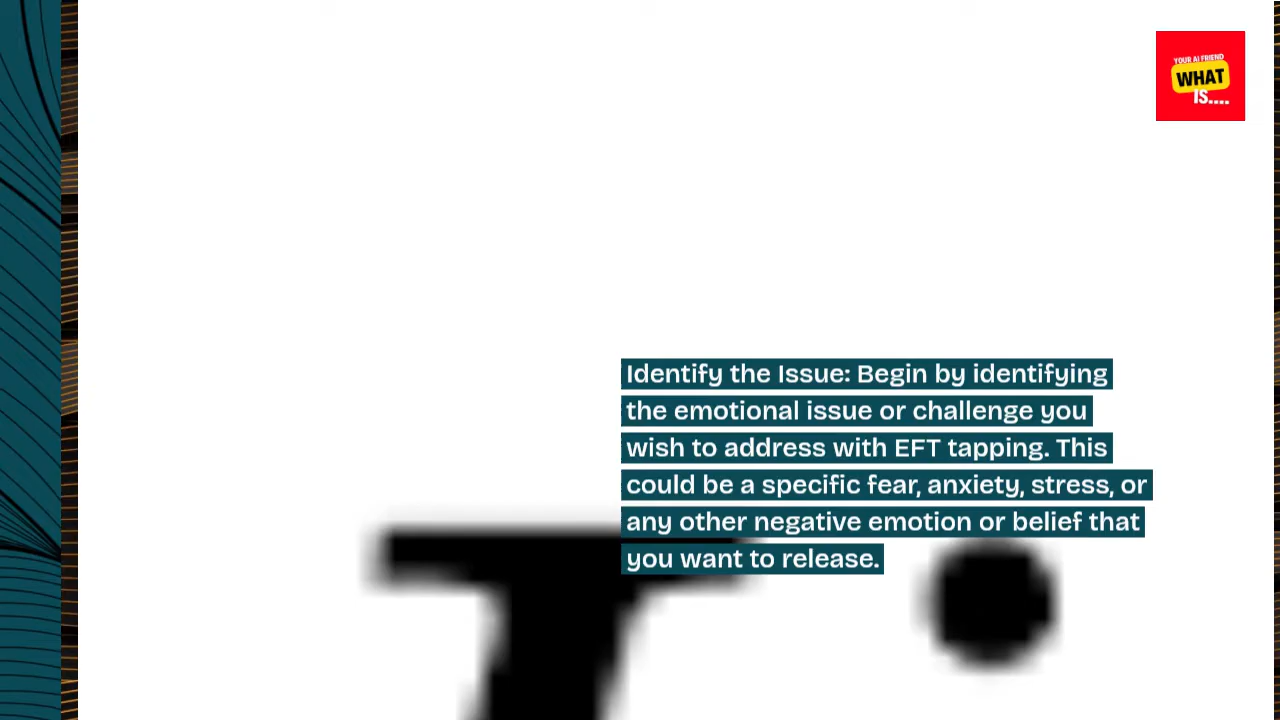 YOUR AI FRIEND
WHAT
IS....
Identify the Issue: Begin by identifying
the emotional issue or challenge you
wish to address with EFT tapping. This
could be a specific fear, anxiety, stress, or
any other negative emotion or belief that
you want to release.